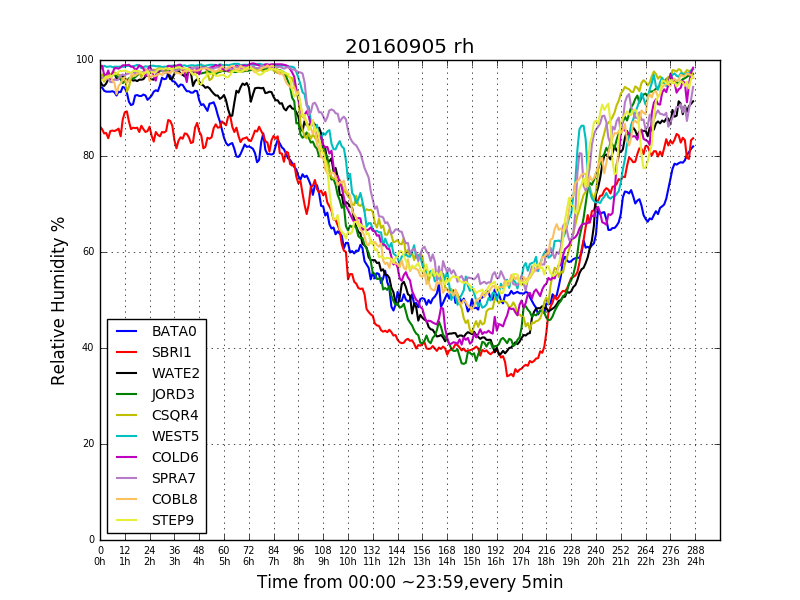 20160905 rh
Relative Humidity %
100
80
60
40
20
0
BATA0
SBRI1
WATE2
JORD3
CSQR4
WEST5
COLD6
SPRA7
COBL8
STEP9
0 12 24 36 48 60 72 84 96 108 120 132 144 156 168 180 192 204 216 228 240 252 264 276 288
0h 1h 2h 3h 4h 5h 6h 7h 8h 9h 10h 11h 12h 13h 14h 15h 16h 17h 18h 19h 20h 21h 22h 23h 24h
Time from 00:00 ~23:59,every 5min